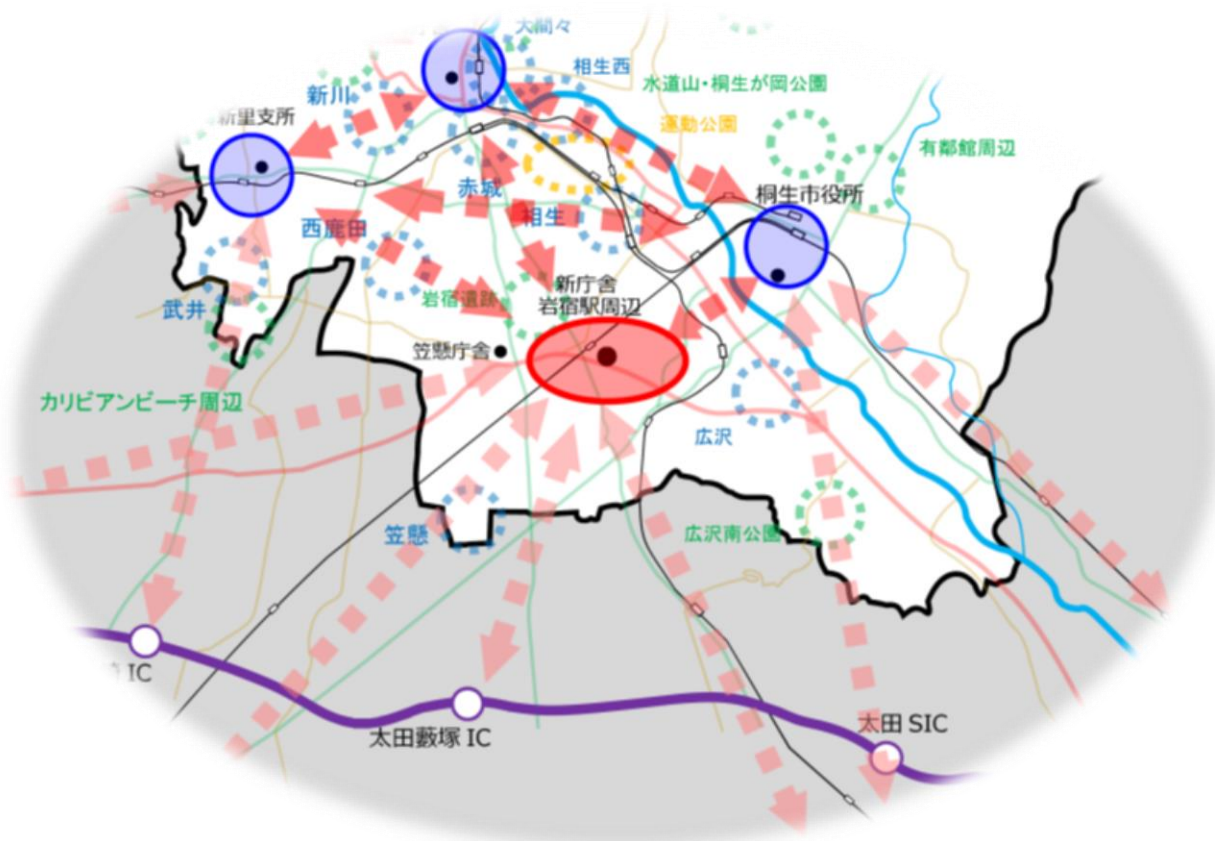 大間々
相生西
水道山・桐生が岡公園
新川
新里支所
運動公園
有鄰館周辺
赤城
桐生市役所
西鹿田
相生
新庁舎
岩宿駅周辺
岩宿遺跡
武井
笠懸庁舎
カリビアンビーチ周辺
広沢
笠懸
広沢南公園
IC
太田藪塚 IC
太田 SIC